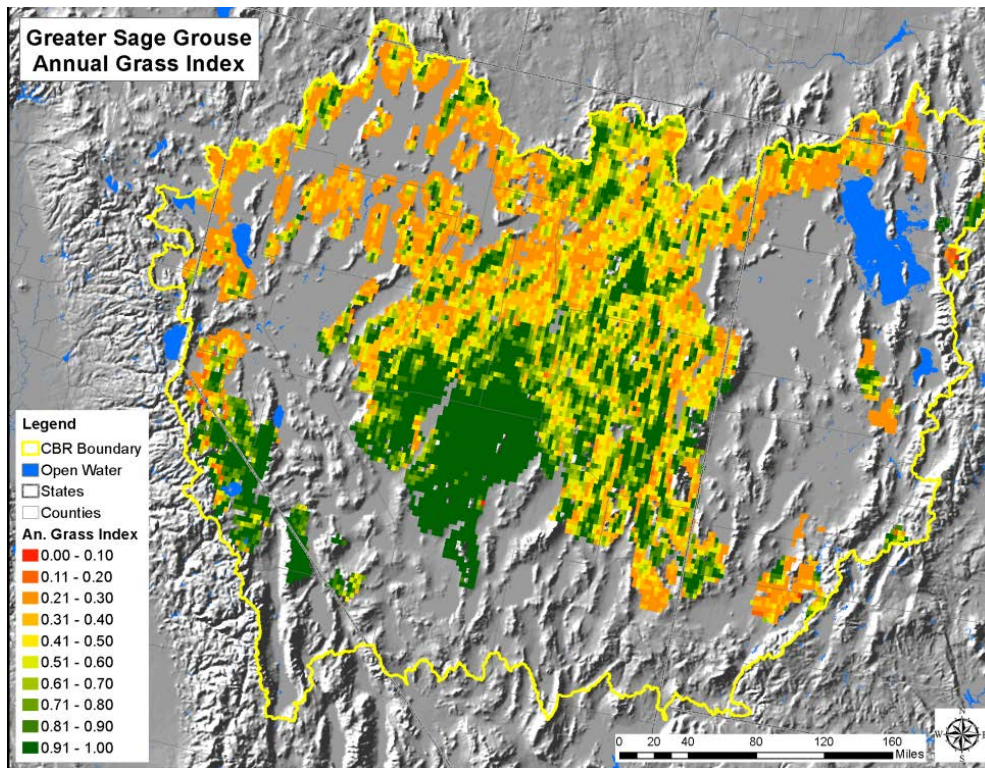 Greater Sage Grouse
Annual Grass Index
Legend
CBR Boundary
Open Water
States
Counties
An. Grass Index
0.00 - 0.10
0.11 - 0.20
0.21 - 0.30
0.31 - 0.40
0.41 - 0.50
0.51 - 0.60
0.61 - 0.70
0.71 - 0.80
0.81 - 0.90
0.91 - 1.00
0 20 40 80 120 160
Miles
N
W E
S